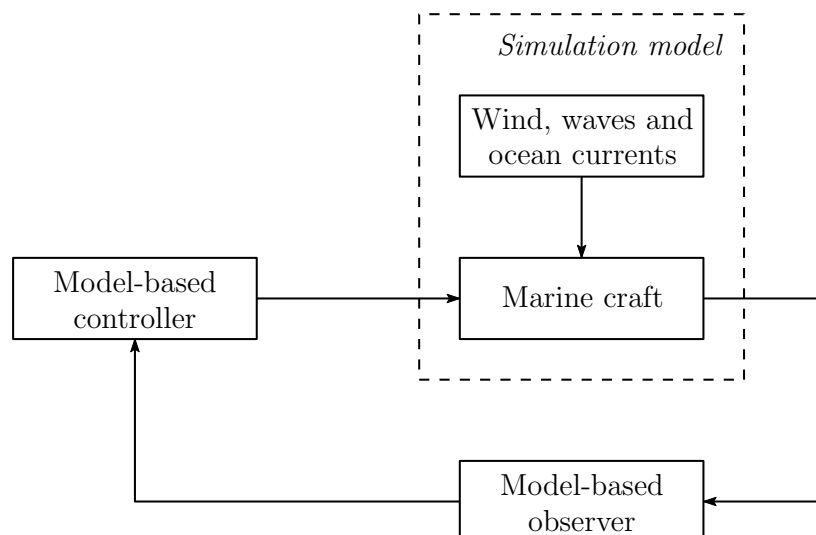 Simulation model
Wind, waves and
ocean currents
Model-based
controller
Marine craft
Model-based
observer